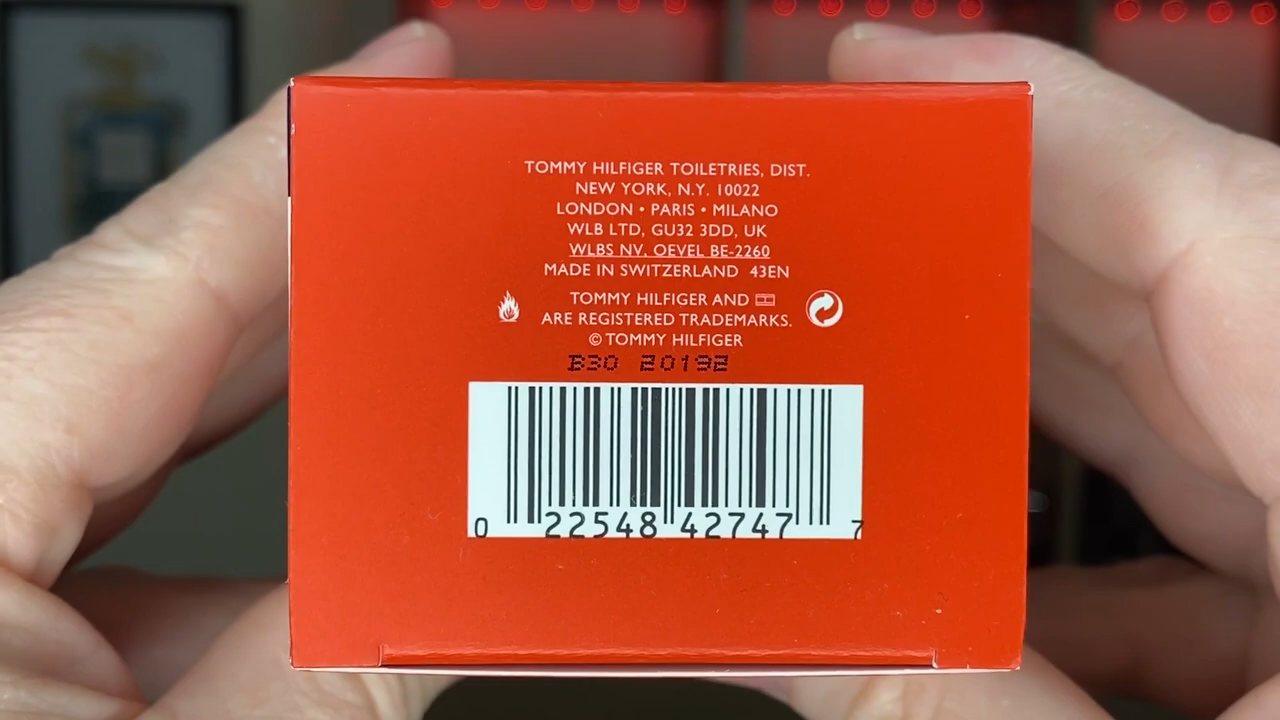 TOMMY HILFIGER TOILETRIES, DIST.
NEW YORK, N.Y. 10022
LONDON • PARIS • MILANO
WLB LTD, GU32 3DD, UK
WLBS NV, OEVEL BE-2260
MADE IN SWITZERLAND 43EN
TOMMY HILFIGER AND
ARE REGISTERED TRADEMARKS.
© TOMMY HILFIGER
B30 20192
0 22548 42747 7